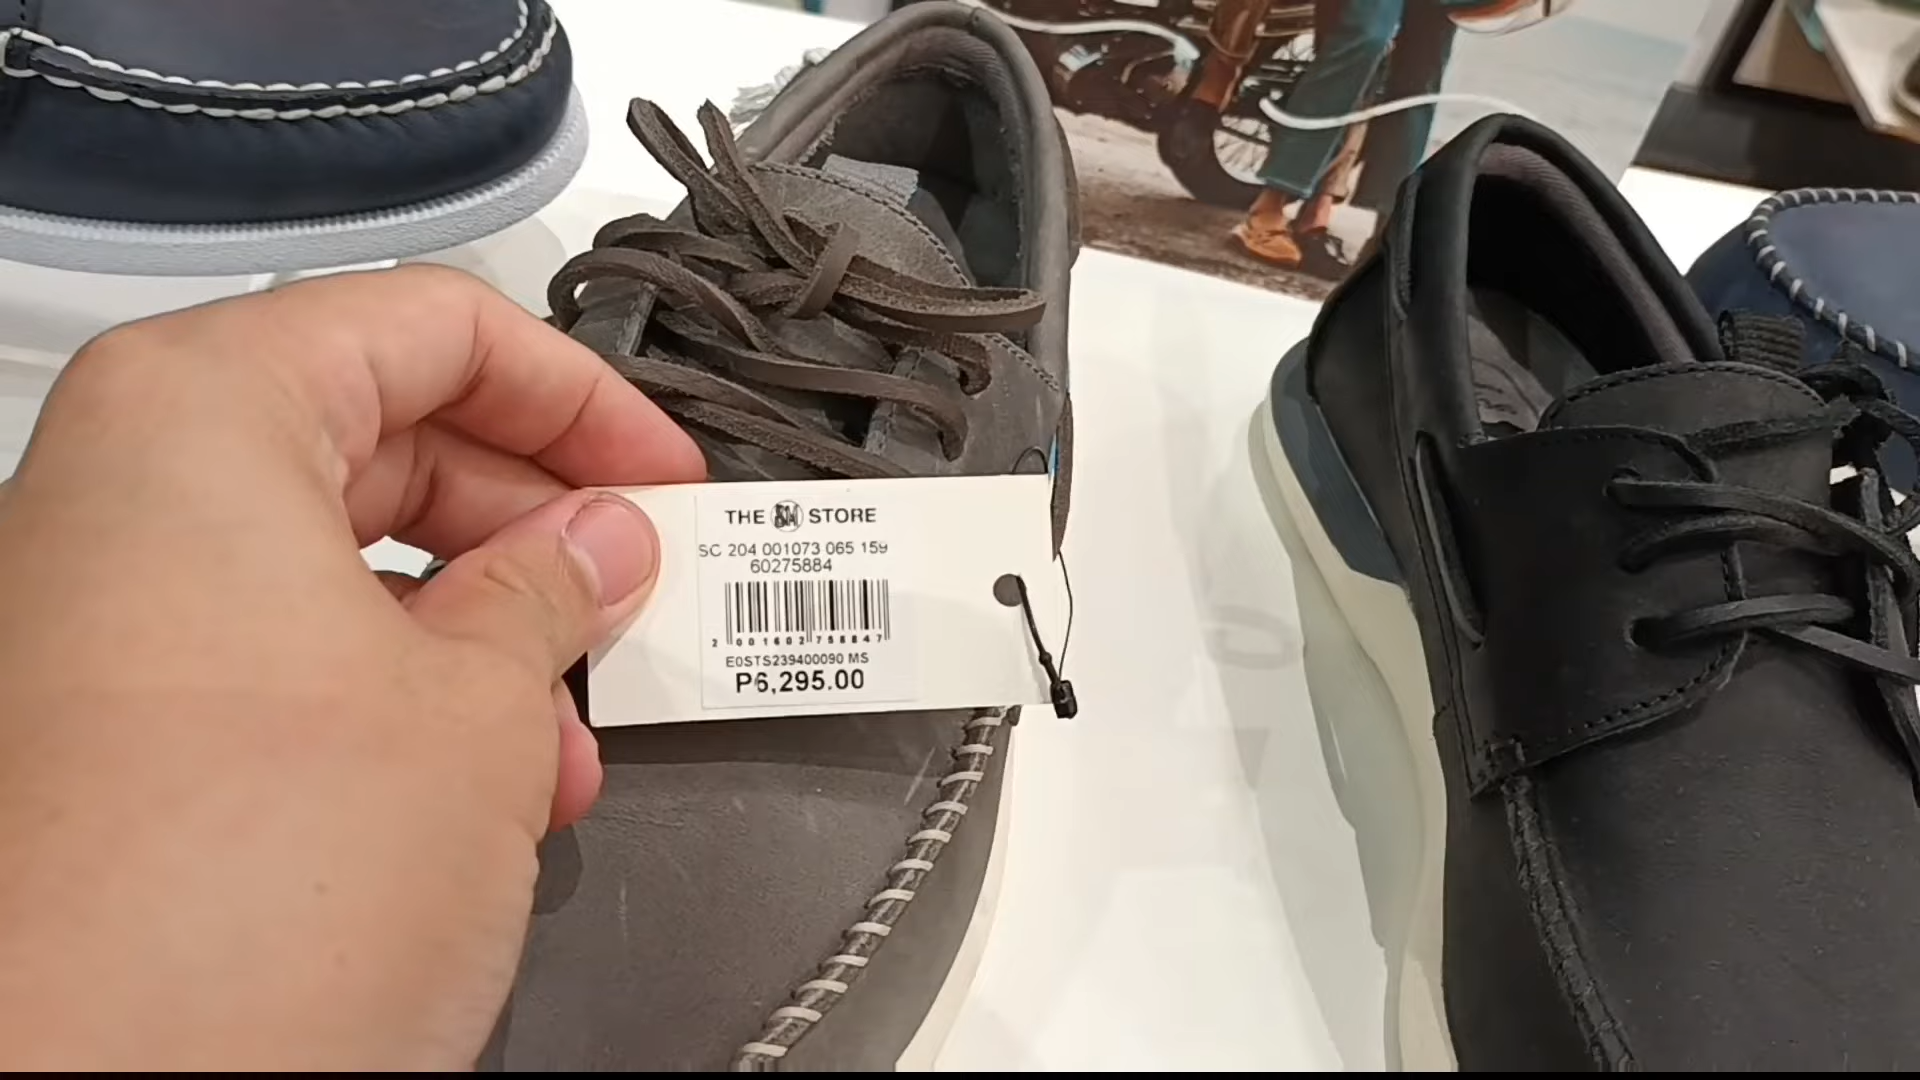 THE SM STORE
SC 204 001073 065 159
60275884
2 001602 758847
E0STS239400090 MS
P6,295.00